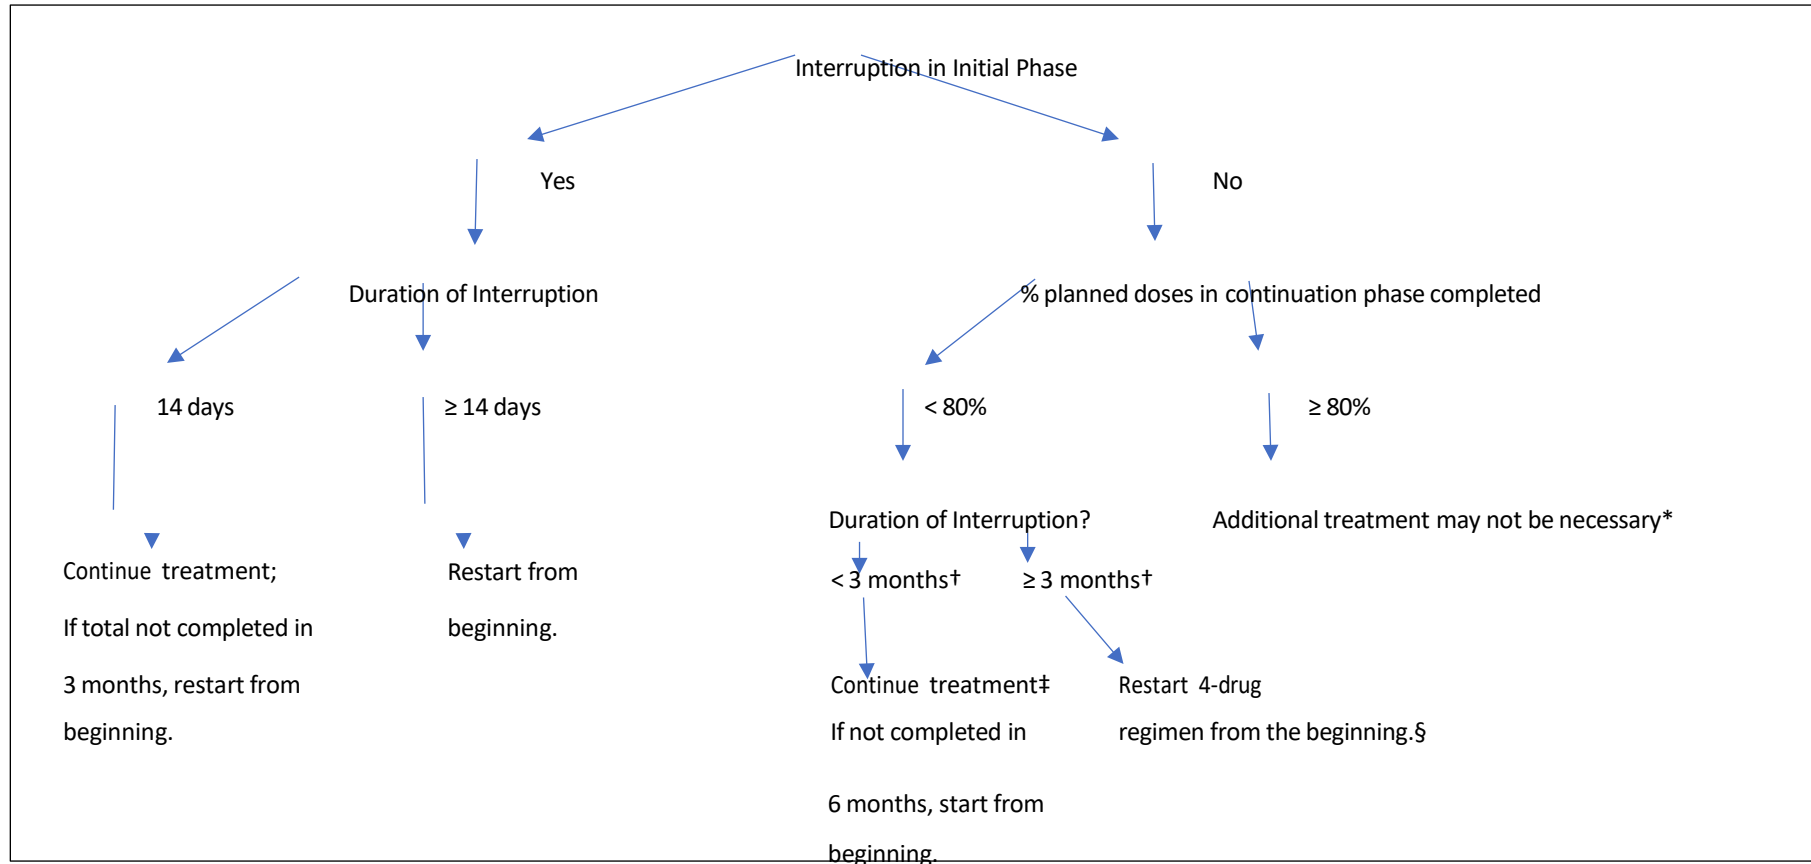 Interruption in Initial Phase
Yes
No
Duration of Interruption
% planned doses in continuation phase completed
14 days
≥ 14 days
< 80%
≥ 80%
Duration of Interruption?
Additional treatment may not be necessary*
Continue treatment;
If total not completed in
3 months, restart from
beginning.
Restart from
beginning.
< 3 months†
≥ 3 months†
Continue treatment‡
If not completed in
6 months, start from
beginning.
Restart 4-drug
regimen from the beginning.§